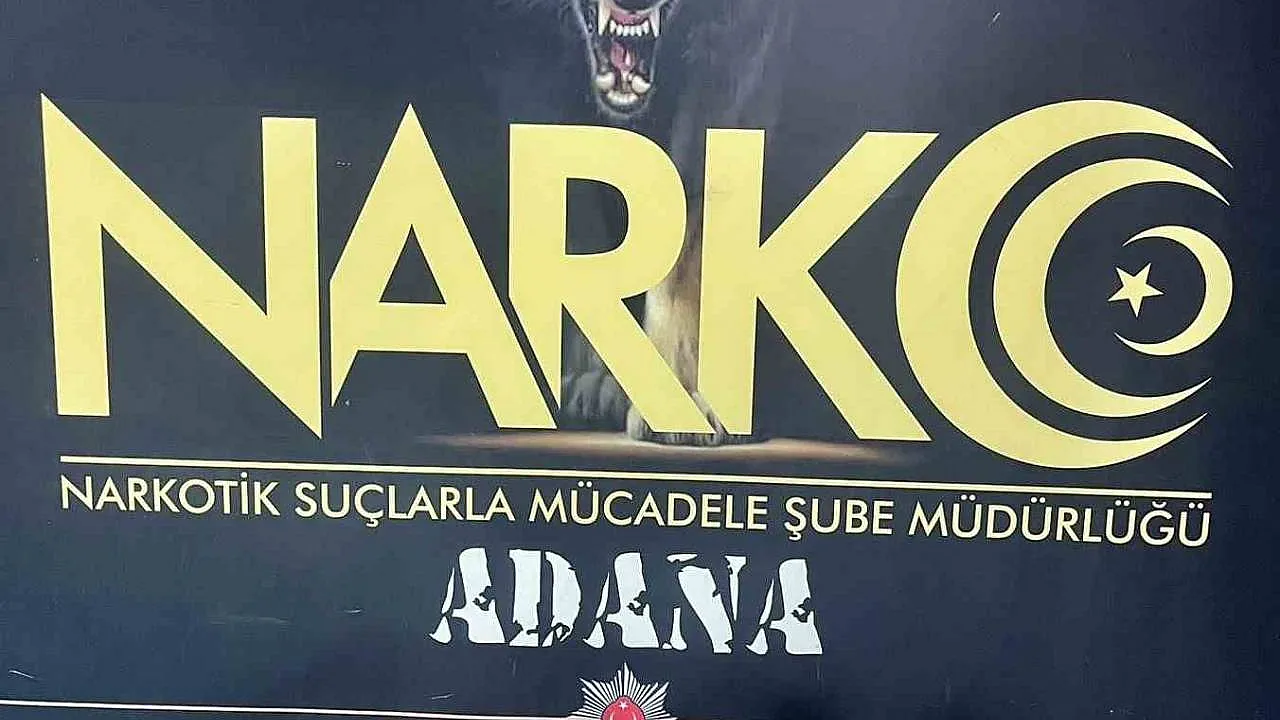 NARKO
NARKOTİK SUÇLARLA MÜCADELE ŞUBE MÜDÜRLÜĞÜ
ADANA